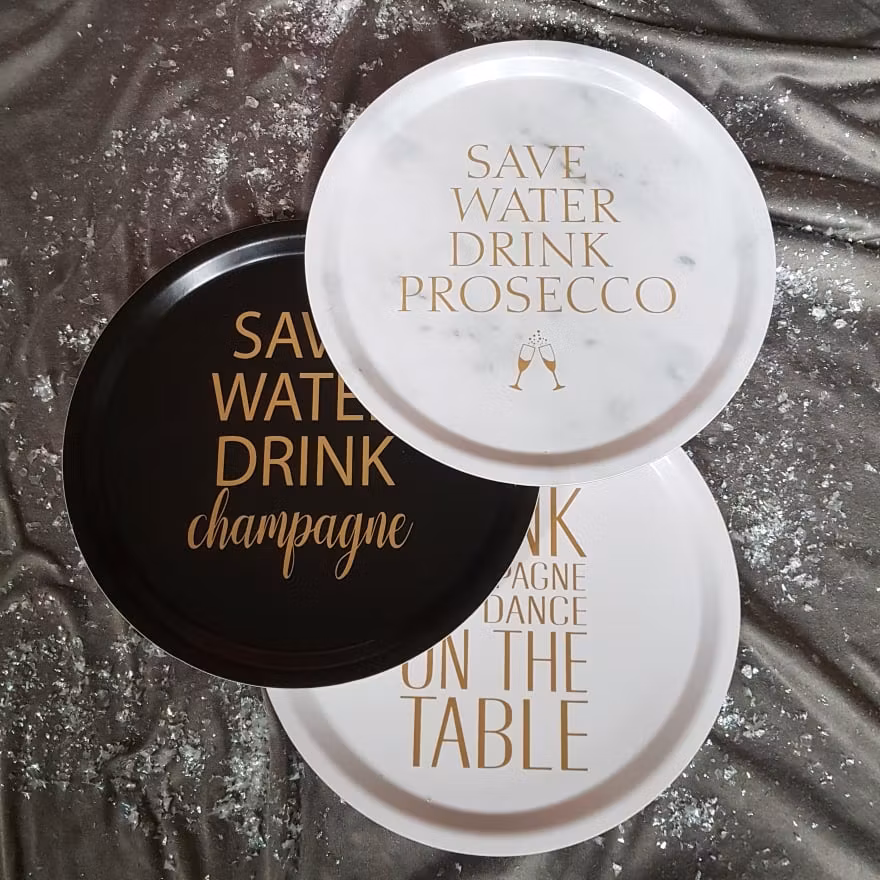 SAVE
WATER
DRINK
PROSECCO
SAV
WATE
DRINK
champagne
NK
PAGNE
DANCE
ON THE
TABLE